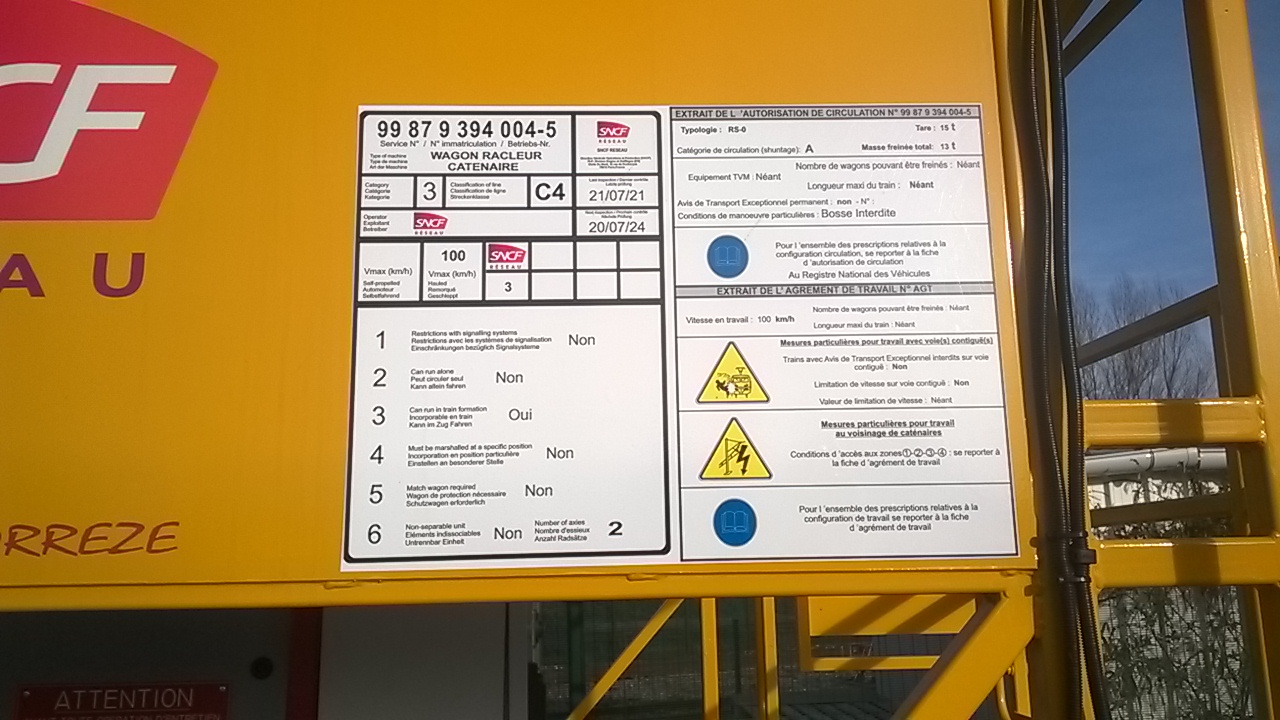 CF
AU
RREZE
ATTENTION
99 87 9 394 004-5
Service N° / N° immatriculation / Betriebs-Nr.
Type of machine
Type de machine
Art der Maschine
WAGON RACLEUR
CATENAIRE
SNCF
RÉSEAU
SNCF RESEAU
Category
Catégorie
Kategorie
3
Classification of line
Classification de ligne
Streckenklasse
C4
Last inspection / Dernier contrôle
Letzte prüfung
21/07/21
Operator
Exploitant
Betreiber
SNCF
RÉSEAU
Next inspection / Prochain contrôle
Nächste Prüfung
20/07/24
Vmax (km/h)
Self-propelled
Automoteur
Selbstfahrend
100
Vmax (km/h)
Hauled
Remorqué
Geschleppt
SNCF
RÉSEAU
3
1
Restrictions with signalling systems
Restrictions avec les systèmes de signalisation
Einschränkungen bezüglich Signalsysteme
Non
2
Can run alone
Peut circuler seul
Kann allein fahren
Non
3
Can run in train formation
Incorporable en train
Kann im Zug Fahren
Oui
4
Must be marshalled at a specific position
Incorporation en position particulière
Einstellen an besonderer Stelle
Non
5
Match wagon required
Wagon de protection nécessaire
Schutzwagen erforderlich
Non
6
Non-separable unit
Eléments indissociables
Untrennbar Einheit
Non
Number of axles
Nombre d'essieux
Anzahl Radsätze
2
EXTRAIT DE L 'AUTORISATION DE CIRCULATION N° 99 87 9 394 004-5
Typologie : RS-0 Tare : 15 t
Catégorie de circulation (shuntage): A Masse freinée total: 13 t
Nombre de wagons pouvant être freinés : Néant
Equipement TVM : Néant
Longueur maxi du train : Néant
Avis de Transport Exceptionnel permanent : non - N° :
Conditions de manoeuvre particulières : Bosse Interdite
Pour l 'ensemble des prescriptions relatives à la
configuration circulation, se reporter à la fiche
d 'autorisation de circulation
Au Registre National des Véhicules
EXTRAIT DE L' AGREMENT DE TRAVAIL N° AGT
Nombre de wagons pouvant être freinés : Néant
Vitesse en travail : 100 km/h
Longueur maxi du train : Néant
Mesures particulières pour travail avec voie(s) contiguë(s)
Trains avec Avis de Transport Exceptionnel interdits sur voie
contiguë : Non
Limitation de vitesse sur voie contiguë : Non
Valeur de limitation de vitesse : Néant
Mesures particulières pour travail
au voisinage de caténaires
Conditions d 'accès aux zones①-②-③-④ : se reporter à
la fiche d 'agrément de travail
Pour l 'ensemble des prescriptions relatives à la
configuration de travail se reporter à la fiche
d 'agrément de travail